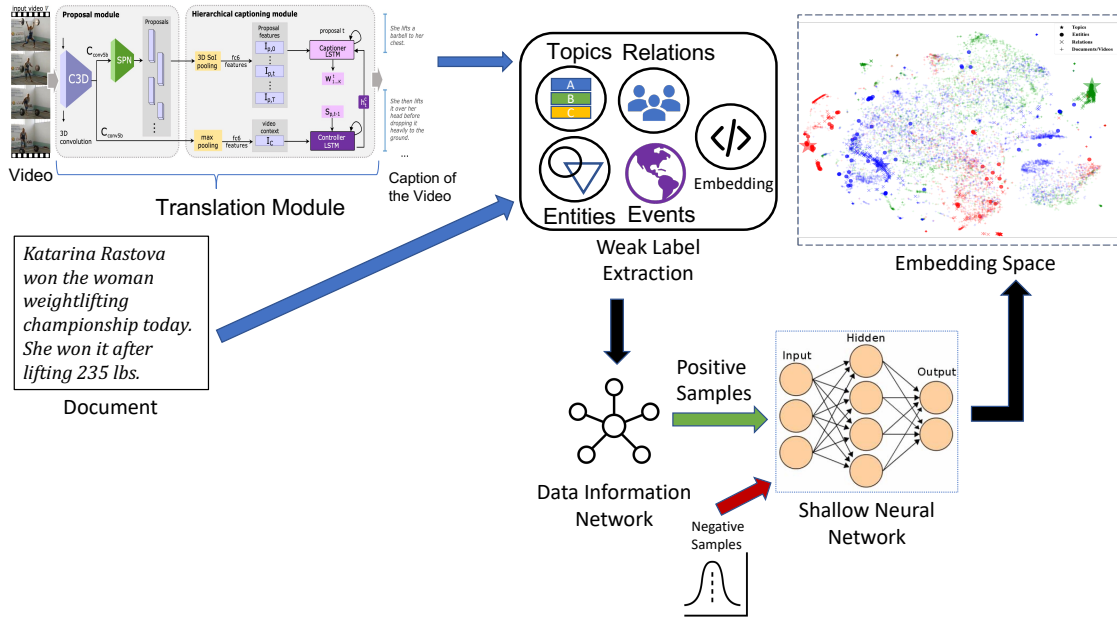 input video V
Proposal module
Hierarchical captioning module
Proposals
Proposal
features
proposal t
C conv5b
SPN
C3D
3D SoI
pooling
fc6
features
I p,0
I p,t
I p,T
Captioner
LSTM
S p,t-1
3D
convolution
C conv5b
max
pooling
fc6
features
video
context
I C
Controller
LSTM
She lifts a
barbell to her
chest.
She then lifts
it over her
head before
dropping it
heavily to the
ground.
...
Video
Translation Module
Caption of
the Video
Katarina Rastova
won the woman
weightlifting
championship today.
She won it after
lifting 235 lbs.
Document
Topics
Relations
A
B
C
Entities
Events
Embedding
Weak Label
Extraction
Topics
Entities
Relations
Documents/Videos
Embedding Space
Data Information
Network
Positive
Samples
Negative
Samples
Input
Hidden
Output
Shallow Neural
Network